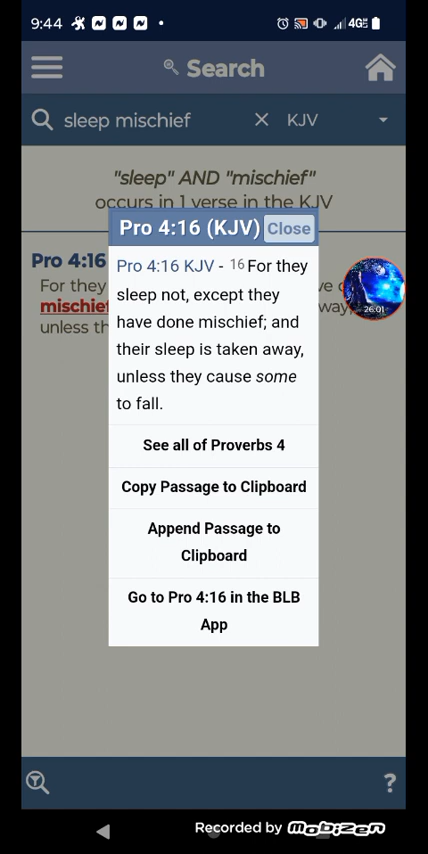 9:44
4G
Search
sleep mischief
KJV
"sleep" AND "mischief"
occurs in 1 verse in the KJV
Pro 4:16 (KJV) Close
Pro 4:16
Pro 4:16 KJV - 16 For they
sleep not, except they
have done mischief; and
their sleep is taken away,
unless they cause some
to fall.
For they
mischief
unless th
way,
26:01
See all of Proverbs 4
Copy Passage to Clipboard
Append Passage to
Clipboard
Go to Pro 4:16 in the BLB
App
?
Recorded by Mobizen